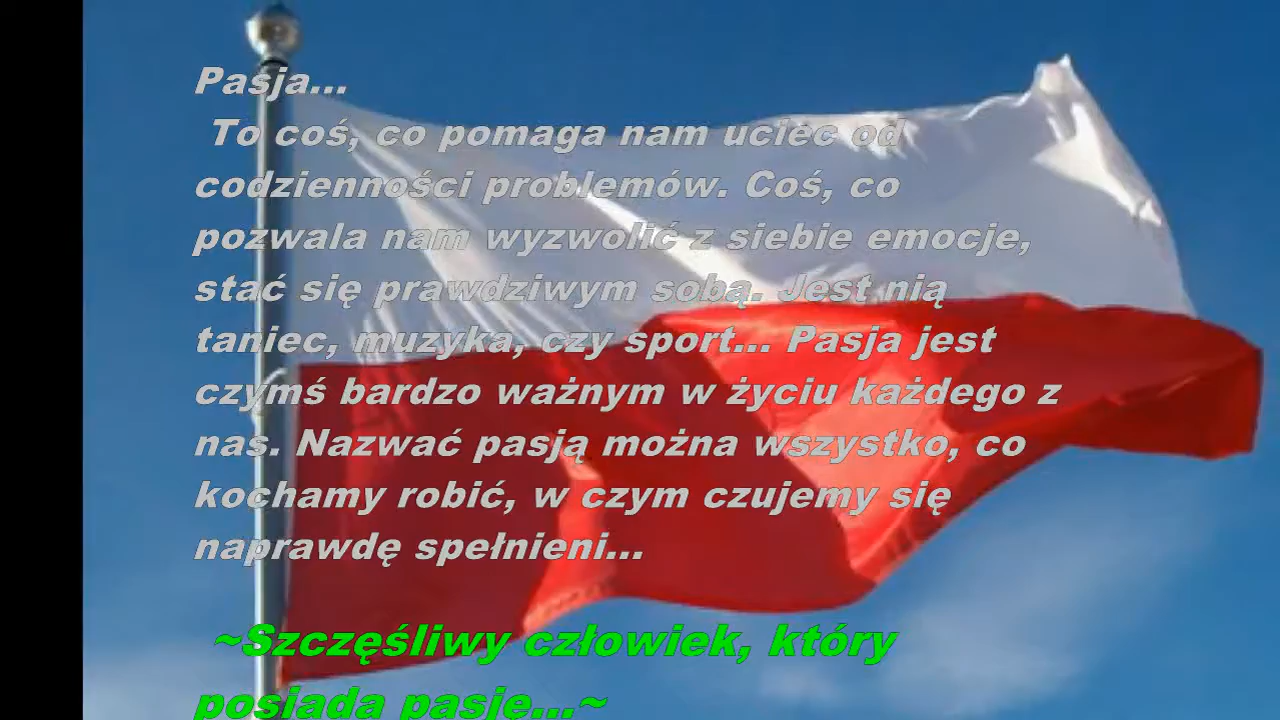 Pasja...
To coś, co pomaga nam uciec od
codzienności problemów. Coś, co
pozwala nam wyzwolić z siebie emocje,
stać się prawdziwym sobą. Jest nią
taniec, muzyka, czy sport... Pasja jest
czymś bardzo ważnym w życiu każdego z
nas. Nazwać pasją można wszystko, co
kochamy robić, w czym czujemy się
naprawdę spełnieni...
~Szczęśliwy człowiek, który
posiada pasję...~